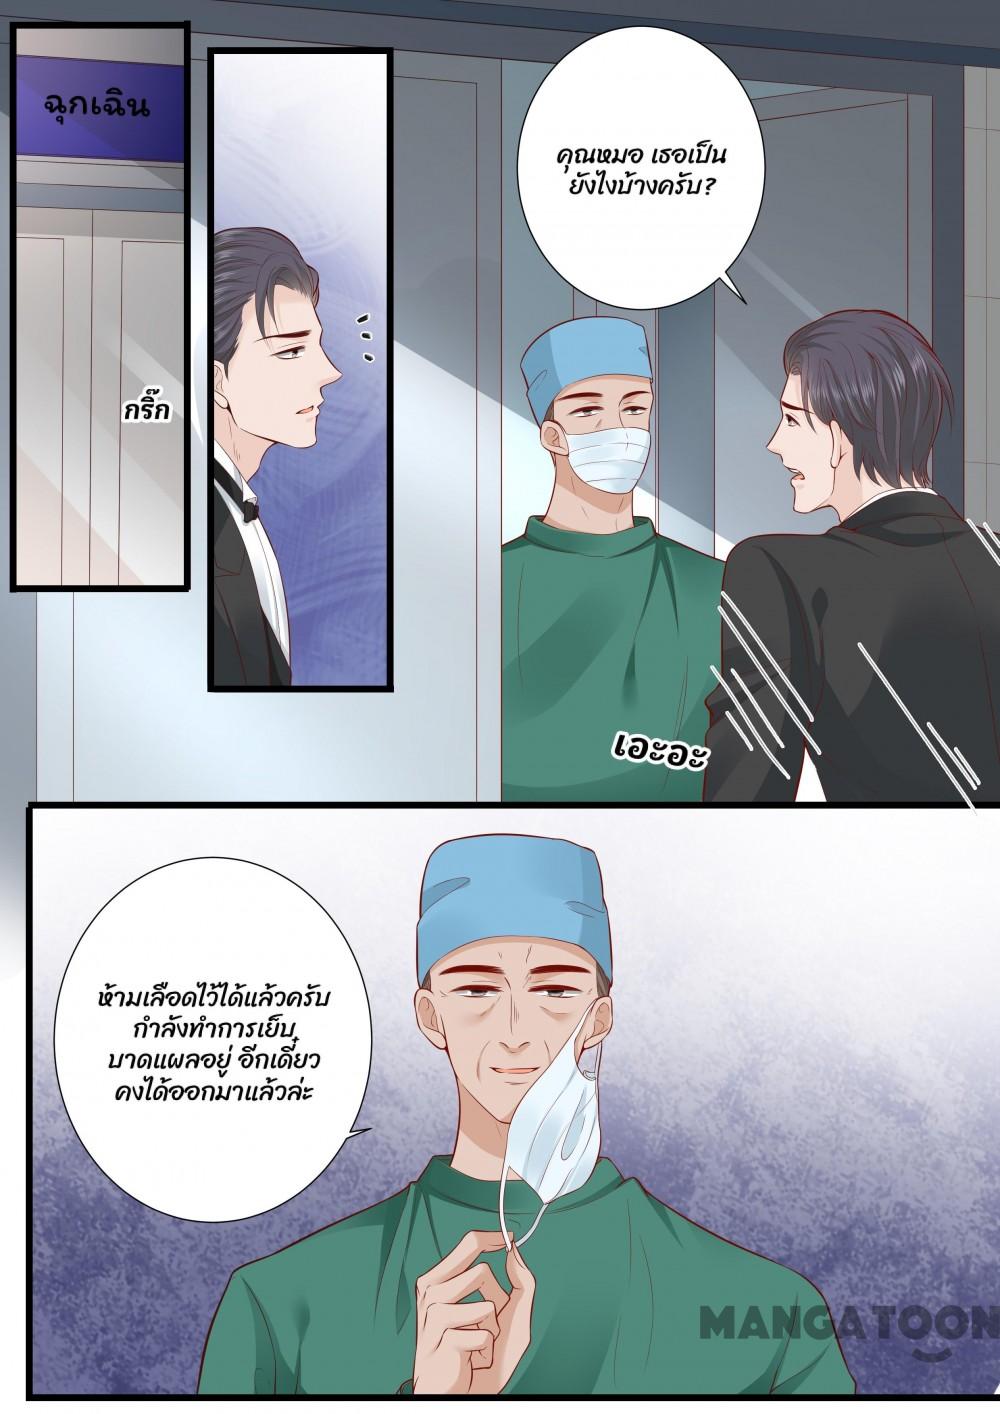 ฉุกเฉิน
กริ๊ก
คุณหมอ เธอเป็น
ยังไงบ้างครับ?
เอะอะ
ห้ามเลือดไว้ได้แล้วครับ
กำลังทำการเย็บ
บาดแผลอยู่ อีกเดี๋ยว
คงได้ออกมาแล้วล่ะ
MANGATOON